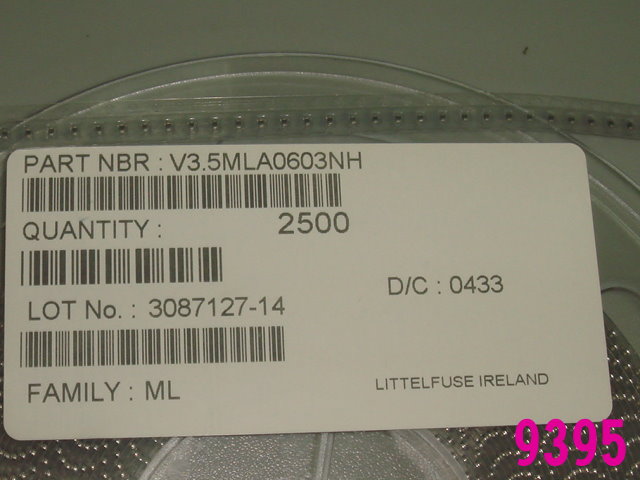 PART NBR : V3.5MLA0603NH
QUANTITY : 2500
D/C : 0433
LOT No. : 3087127-14
FAMILY : ML
LITTELFUSE IRELAND
9395